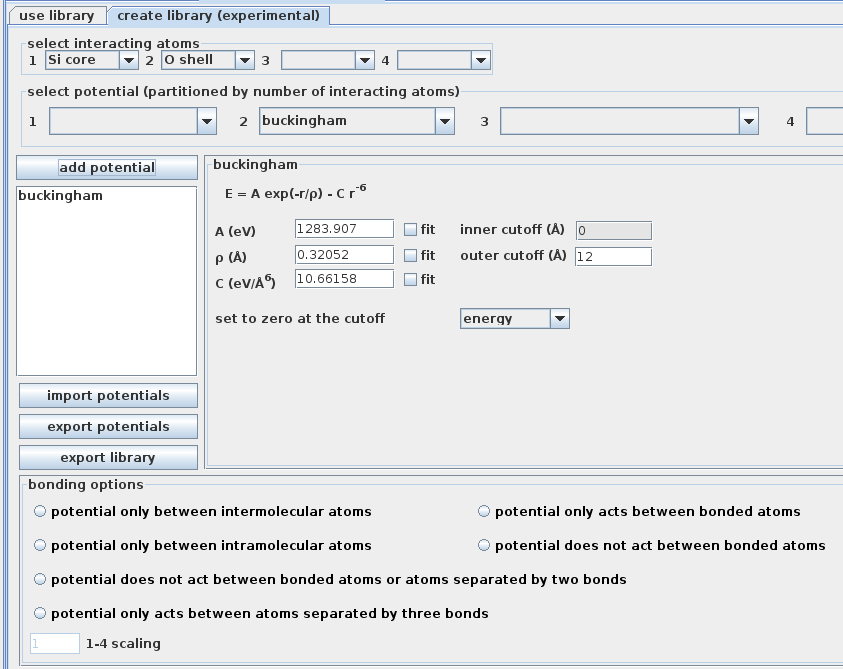 use library create library (experimental)
select interacting atoms
1 Si core 2 O shell 3 4
select potential (partitioned by number of interacting atoms)
1 2 buckingham 3 4
add potential
buckingham
buckingham
E = A exp(-r/ρ) - C r⁻⁶
A (eV) 1283.907 fit inner cutoff (Å) 0
ρ (Å) 0.32052 fit outer cutoff (Å) 12
C (eV/Å⁶) 10.66158 fit
set to zero at the cutoff energy
import potentials
export potentials
export library
bonding options
potential only between intermolecular atoms potential only acts between bonded atoms
potential only between intramolecular atoms potential does not act between bonded atoms
potential does not act between bonded atoms or atoms separated by two bonds
potential only acts between atoms separated by three bonds
1 1-4 scaling